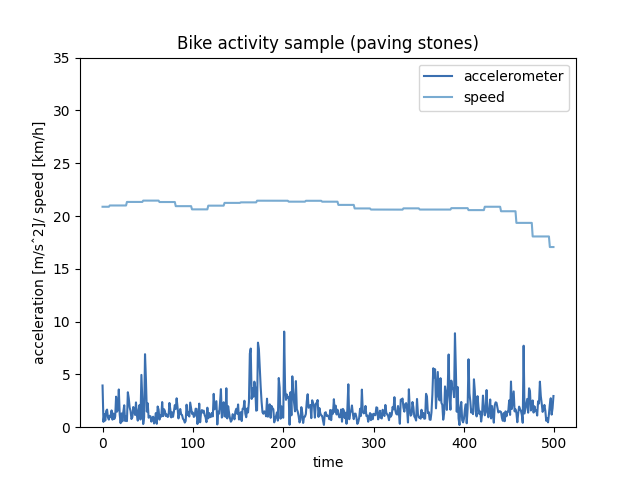 Bike activity sample (paving stones)
accelerometer
speed
acceleration [m/s^2]/ speed [km/h]
35
30
25
20
15
10
5
0
0 100 200 300 400 500
time